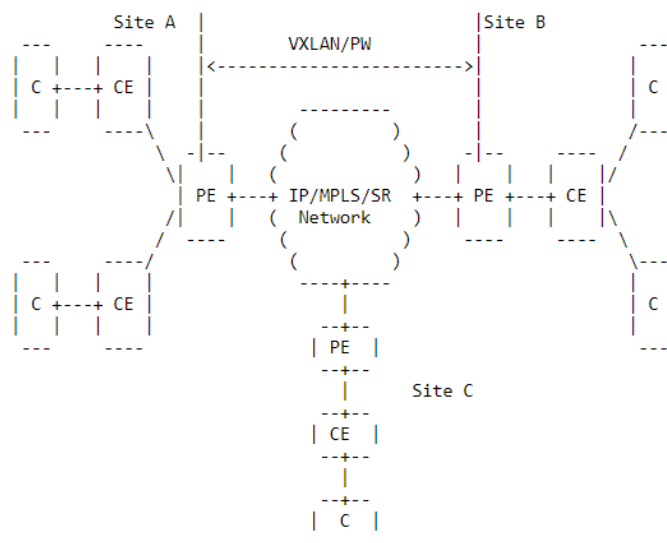 Site A
Site B
VXLAN/PW
C CE C
PE IP/MPLS/SR PE CE
Network
C CE C
PE
Site C
CE
C